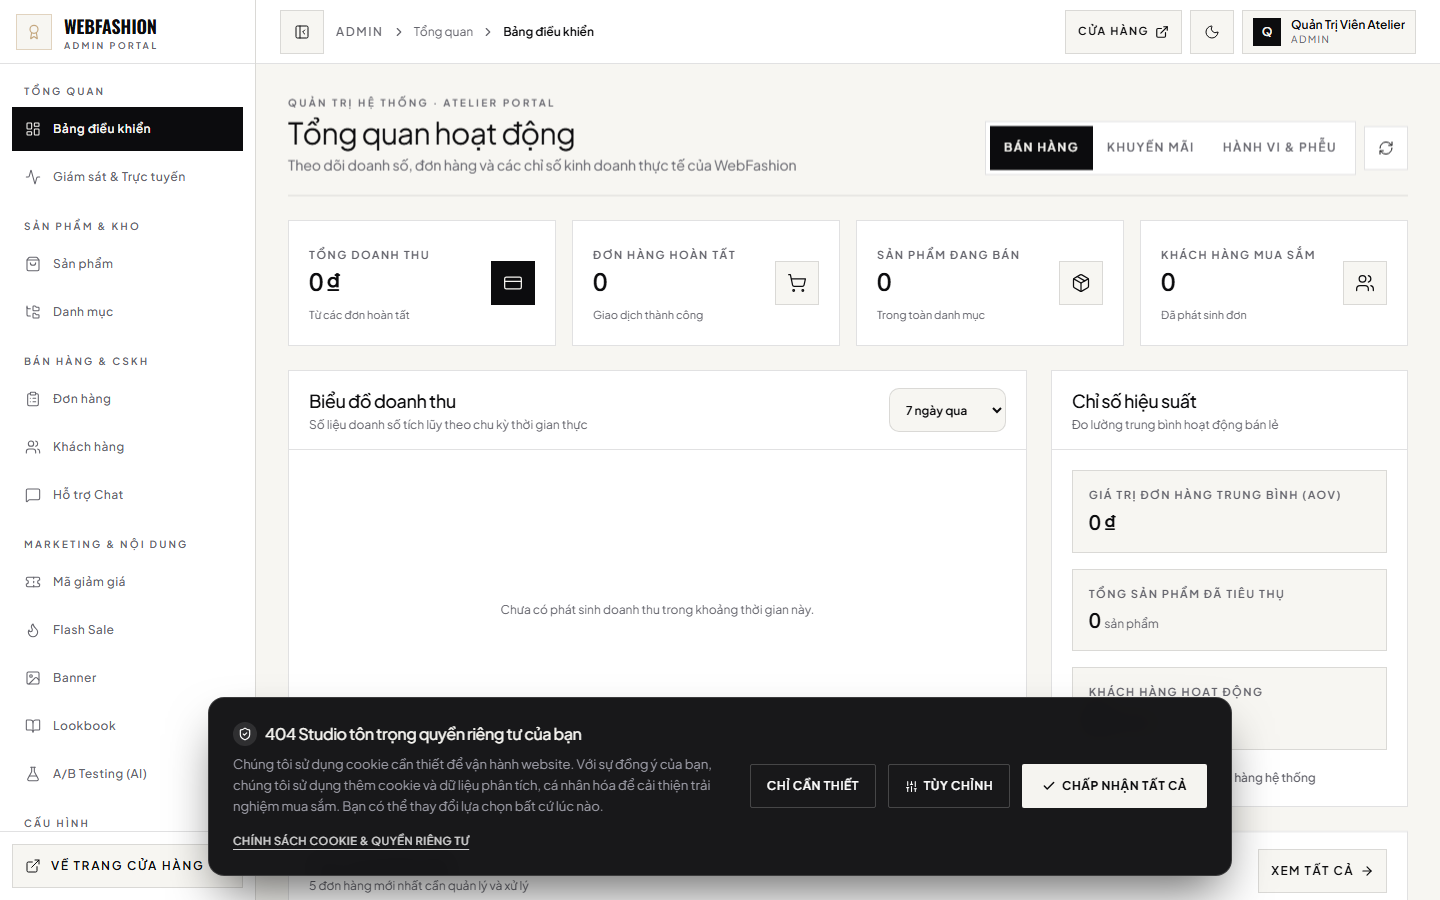 WEBFASHION
ADMIN PORTAL
TỔNG QUAN
Bảng điều khiển
Giám sát & Trực tuyến
SẢN PHẨM & KHO
Sản phẩm
Danh mục
BÁN HÀNG & CSKH
Đơn hàng
Khách hàng
Hỗ trợ Chat
MARKETING & NỘI DUNG
Mã giảm giá
Flash Sale
Banner
Lookbook
A/B Testing (AI)
CẤU HÌNH
VỀ TRANG CỬA HÀNG
ADMIN
Tổng quan
Bảng điều khiển
CỬA HÀNG
Q
Quản Trị Viên Atelier
ADMIN
QUẢN TRỊ HỆ THỐNG · ATELIER PORTAL
Tổng quan hoạt động
Theo dõi doanh số, đơn hàng và các chỉ số kinh doanh thực tế của WebFashion
BÁN HÀNG
KHUYẾN MÃI
HÀNH VI & PHỄU
TỔNG DOANH THU
0 ₫
Từ các đơn hoàn tất
ĐƠN HÀNG HOÀN TẤT
0
Giao dịch thành công
SẢN PHẨM ĐANG BÁN
0
Trong toàn danh mục
KHÁCH HÀNG MUA SẮM
0
Đã phát sinh đơn
Biểu đồ doanh thu
Số liệu doanh số tích lũy theo chu kỳ thời gian thực
7 ngày qua
Chưa có phát sinh doanh thu trong khoảng thời gian này.
Chỉ số hiệu suất
Đo lường trung bình hoạt động bán lẻ
GIÁ TRỊ ĐƠN HÀNG TRUNG BÌNH (AOV)
0 ₫
TỔNG SẢN PHẨM ĐÃ TIÊU THỤ
0 sản phẩm
KHÁCH HÀNG HOẠT ĐỘNG
hàng hệ thống
404 Studio tôn trọng quyền riêng tư của bạn
Chúng tôi sử dụng cookie cần thiết để vận hành website. Với sự đồng ý của bạn,
chúng tôi sử dụng thêm cookie và dữ liệu phân tích, cá nhân hóa để cải thiện trải
nghiệm mua sắm. Bạn có thể thay đổi lựa chọn bất cứ lúc nào.
CHÍNH SÁCH COOKIE & QUYỀN RIÊNG TƯ
CHỈ CẦN THIẾT
TÙY CHỈNH
CHẤP NHẬN TẤT CẢ
5 đơn hàng mới nhất cần quản lý và xử lý
XEM TẤT CẢ